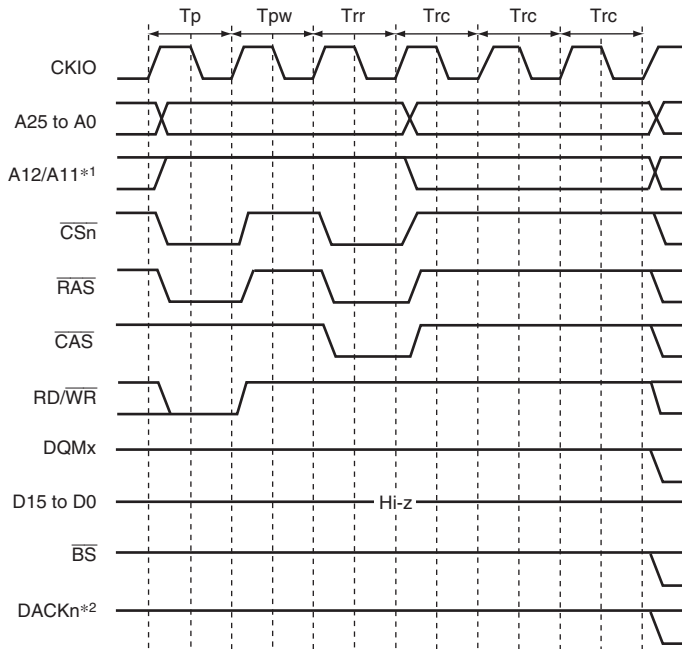 Tp Tpw Trr Trc Trc Trc
CKIO
A25 to A0
A12/A11*1
CSn
RAS
CAS
RD/WR
DQMx
D15 to D0 Hi-z
BS
DACKn*2